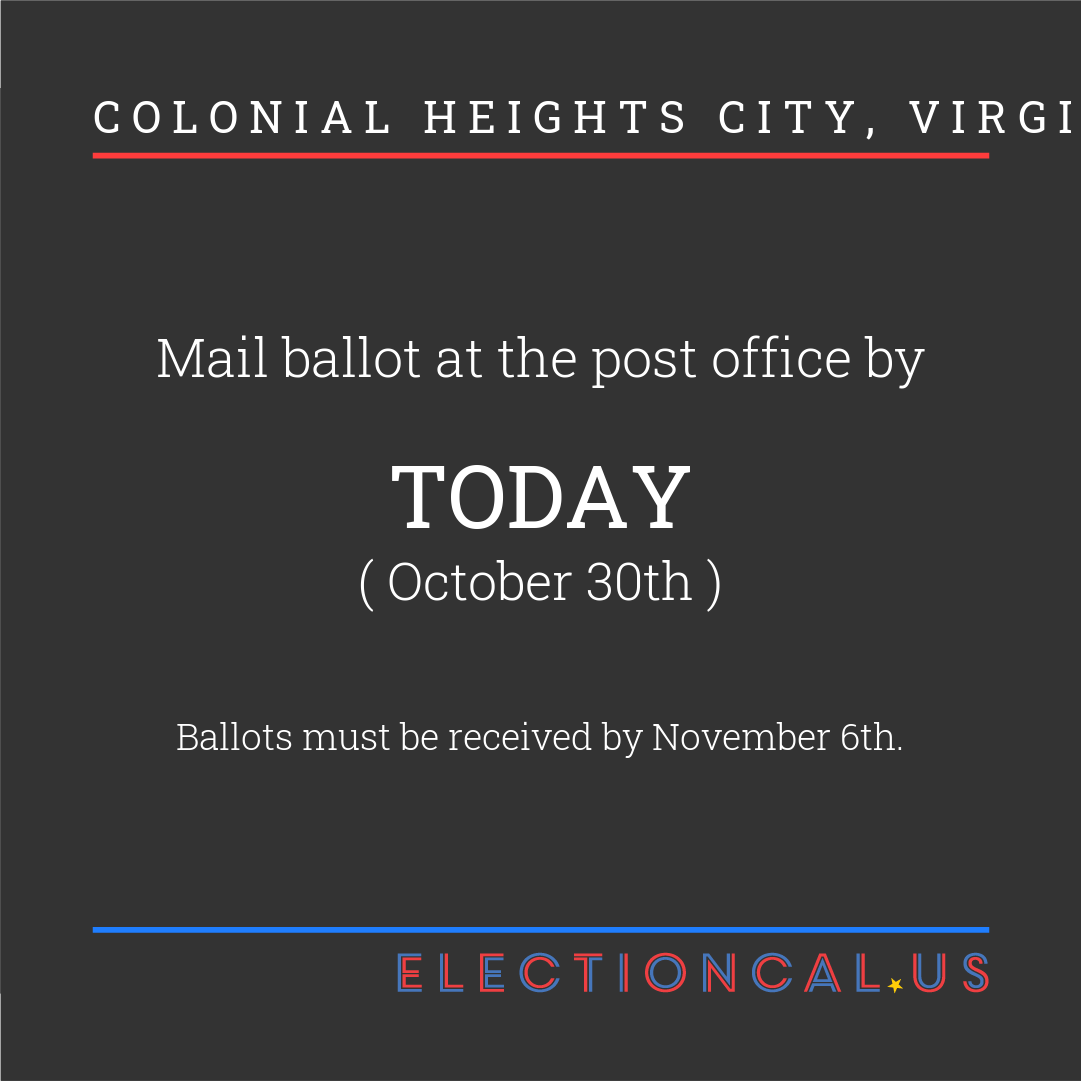 COLONIAL HEIGHTS CITY, VIRGI
Mail ballot at the post office by
TODAY
( October 30th )
Ballots must be received by November 6th.
ELECTIONCAL.US